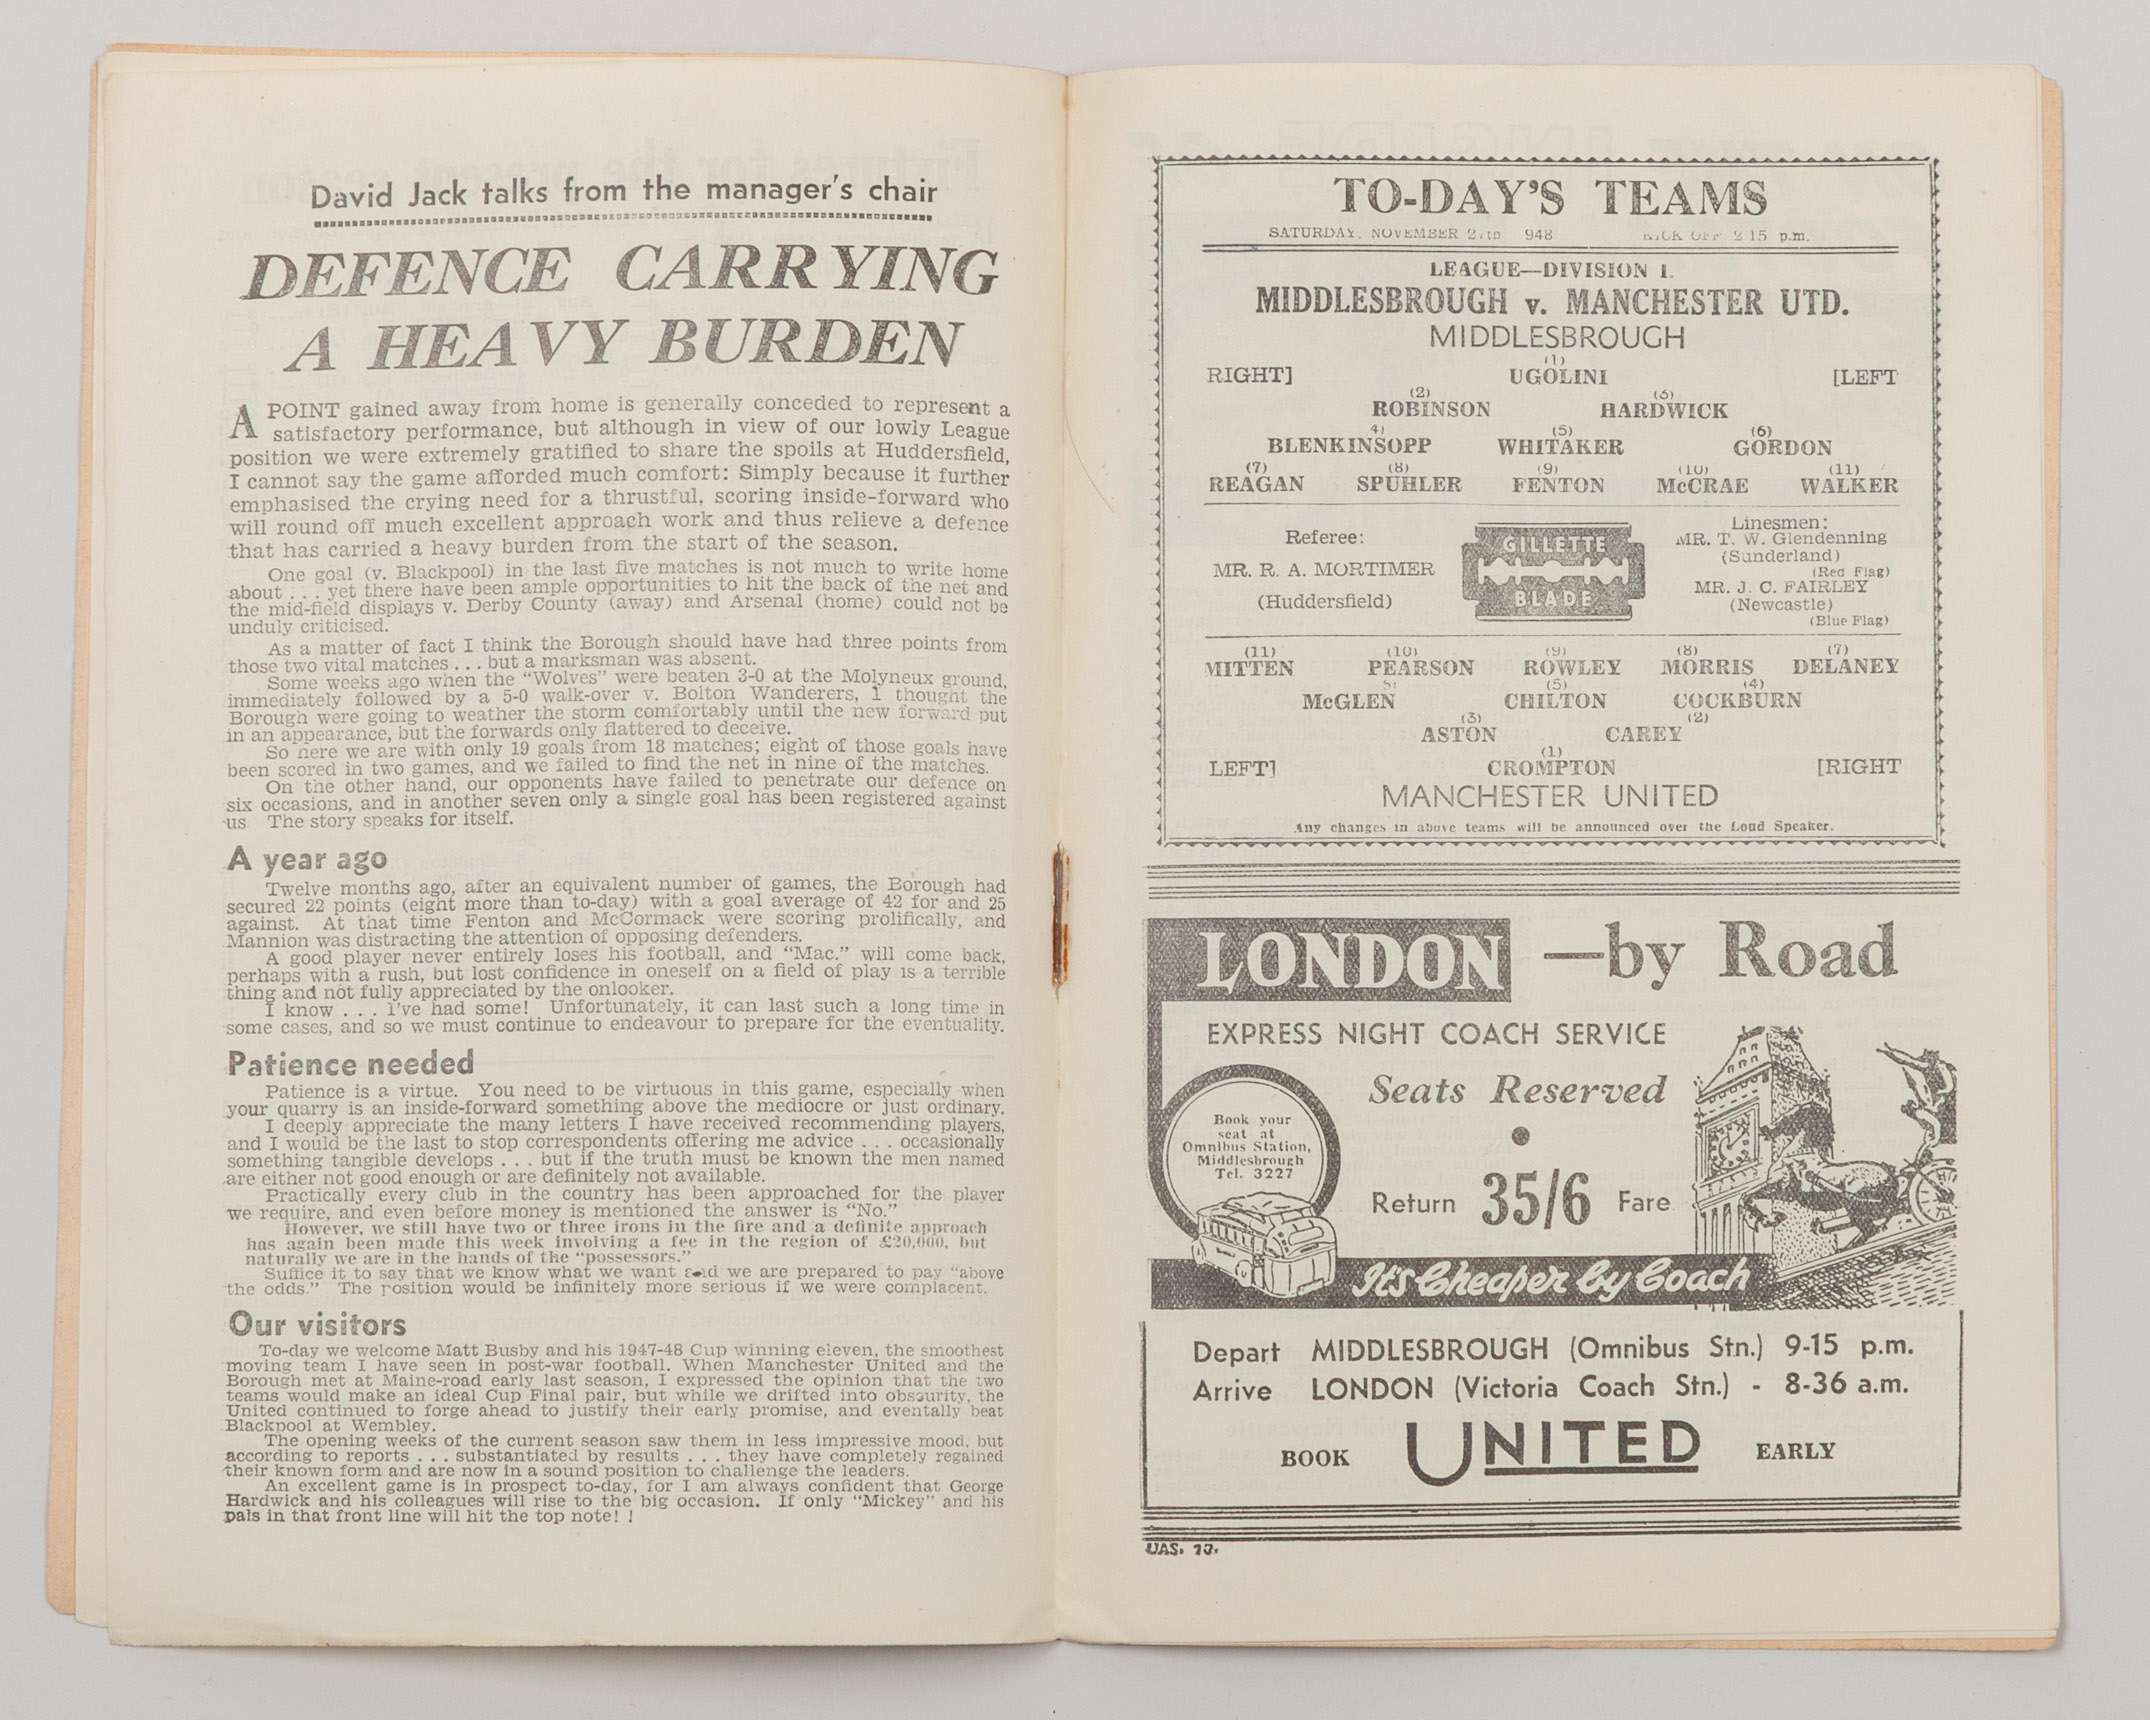 David Jack talks from the manager's chair
DEFENCE CARRYING
A HEAVY BURDEN
A POINT gained away from home is generally conceded to represent a
satisfactory performance, but although in view of our lowly League
position we were extremely gratified to share the spoils at Huddersfield,
I cannot say the game afforded much comfort: Simply because it further
emphasised the crying need for a thrustful, scoring inside-forward who
will round off much excellent approach work and thus relieve a defence
that has carried a heavy burden from the start of the season.
One goal (v. Blackpool) in the last five matches is not much to write home
about . . . yet there have been ample opportunities to hit the back of the net and
the mid-field displays v. Derby County (away) and Arsenal (home) could not be
unduly criticised.
As a matter of fact I think the Borough should have had three points from
those two vital matches . . . but a marksman was absent.
Some weeks ago when the "Wolves" were beaten 3-0 at the Molyneux ground,
immediately followed by a 5-0 walk-over v. Bolton Wanderers, I thought the
Borough were going to weather the storm comfortably until the new forward put
in an appearance, but the forwards only flattered to deceive.
So here we are with only 19 goals from 18 matches; eight of those goals have
been scored in two games, and we failed to find the net in nine of the matches.
On the other hand, our opponents have failed to penetrate our defence on
six occasions, and in another seven only a single goal has been registered against
us. The story speaks for itself.
A year ago
Twelve months ago, after an equivalent number of games, the Borough had
secured 22 points (eight more than to-day) with a goal average of 42 for and 25
against. At that time Fenton and McCormack were scoring prolifically, and
Mannion was distracting the attention of opposing defenders.
A good player never entirely loses his football, and "Mac." will come back,
perhaps with a rush, but lost confidence in oneself on a field of play is a terrible
thing and not fully appreciated by the onlooker.
I know . . . I've had some! Unfortunately, it can last such a long time in
some cases, and so we must continue to endeavour to prepare for the eventuality.
Patience needed
Patience is a virtue. You need to be virtuous in this game, especially when
your quarry is an inside-forward something above the mediocre or just ordinary.
I deeply appreciate the many letters I have received recommending players,
and I would be the last to stop correspondents offering me advice . . . occasionally
something tangible develops . . . but if the truth must be known the men named
are either not good enough or are definitely not available.
Practically every club in the country has been approached for the player
we require, and even before money is mentioned the answer is "No."
However, we still have two or three irons in the fire and a definite approach
has again been made this week involving a fee in the region of £20,000, but
naturally we are in the hands of the "possessors."
Suffice it to say that we know what we want and we are prepared to pay "above
the odds." The position would be infinitely more serious if we were complacent.
Our visitors
To-day we welcome Matt Busby and his 1947-48 Cup winning eleven, the smoothest
moving team I have seen in post-war football. When Manchester United and the
Borough met at Maine-road early last season, I expressed the opinion that the two
teams would make an ideal Cup Final pair, but while we drifted into obscurity, the
United continued to forge ahead to justify their early promise, and eventally beat
Blackpool at Wembley.
The opening weeks of the current season saw them in less impressive mood, but
according to reports . . . substantiated by results . . . they have completely regained
their known form and are now in a sound position to challenge the leaders.
An excellent game is in prospect to-day, for I am always confident that George
Hardwick and his colleagues will rise to the big occasion. If only "Mickey" and his
pals in that front line will hit the top note! !
TO-DAY'S TEAMS
SATURDAY, NOVEMBER 27th 948 KICK OFF 2.15 p.m.
LEAGUE—DIVISION 1.
MIDDLESBROUGH v. MANCHESTER UTD.
MIDDLESBROUGH
(1)
RIGHT] UGOLINI [LEFT
(2) (3)
ROBINSON HARDWICK
4) (5) (6)
BLENKINSOPP WHITAKER GORDON
(7) (8) (9) (10) (11)
REAGAN SPUHLER FENTON McCRAE WALKER
Referee:
MR. R. A. MORTIMER
(Huddersfield)
GILLETTE
BLADE
Linesmen:
MR. T. W. Glendenning
(Sunderland)
(Red Flag)
MR. J. C. FAIRLEY
(Newcastle)
(Blue Flag)
(11) (10) (9) (8) (7)
MITTEN PEARSON ROWLEY MORRIS DELANEY
(5) (4)
McGLEN CHILTON COCKBURN
(3) (2)
ASTON CAREY
(1)
LEFT] CROMPTON [RIGHT
MANCHESTER UNITED
Any changes in above teams will be announced over the Loud Speaker.
LONDON —by Road
EXPRESS NIGHT COACH SERVICE
Seats Reserved
Book your
seat at
Omnibus Station,
Middlesbrough
Tel. 3227
Return 35/6 Fare
It's Cheaper by Coach
Depart MIDDLESBROUGH (Omnibus Stn.) 9-15 p.m.
Arrive LONDON (Victoria Coach Stn.) - 8-36 a.m.
BOOK UNITED EARLY
UAS.